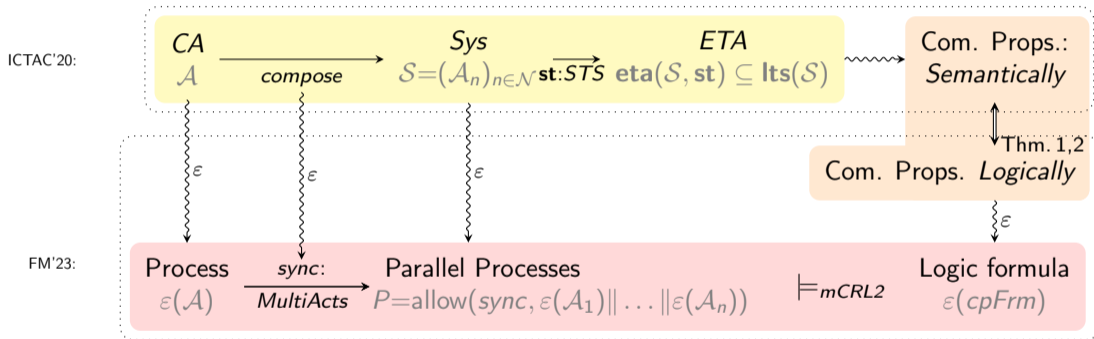 ICTAC'20:
CA
𝒜
compose
Sys
𝒮=(𝒜ₙ)ₙ∈𝒩
st:STS
ETA
eta(𝒮, st) ⊆ lts(𝒮)
Com. Props.:
Semantically
Thm. 1,2
Com. Props. Logically
ε
ε
ε
ε
FM'23:
Process
ε(𝒜)
sync:
MultiActs
Parallel Processes
P=allow(sync, ε(𝒜₁)∥ . . . ∥ε(𝒜ₙ))
⊨mCRL2
Logic formula
ε(cpFrm)